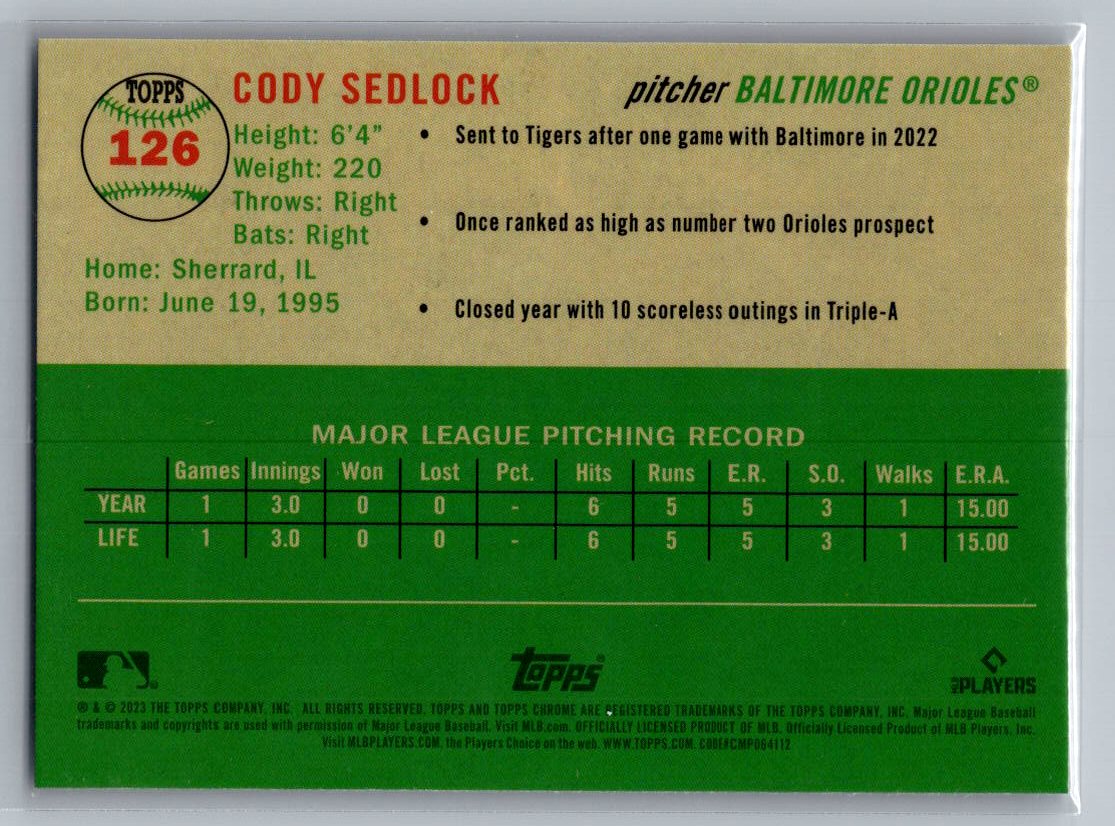 TOPPS
126
CODY SEDLOCK
pitcher BALTIMORE ORIOLES®
Height: 6'4"
Weight: 220
Throws: Right
Bats: Right
Home: Sherrard, IL
Born: June 19, 1995
• Sent to Tigers after one game with Baltimore in 2022
• Once ranked as high as number two Orioles prospect
• Closed year with 10 scoreless outings in Triple-A
MAJOR LEAGUE PITCHING RECORD
Games Innings Won Lost Pct. Hits Runs E.R. S.O. Walks E.R.A.
YEAR 1 3.0 0 0 - 6 5 5 3 1 15.00
LIFE 1 3.0 0 0 - 6 5 5 3 1 15.00
topps®
MLB PLAYERS
® & © 2023 THE TOPPS COMPANY, INC. ALL RIGHTS RESERVED. TOPPS AND TOPPS CHROME ARE REGISTERED TRADEMARKS OF THE TOPPS COMPANY, INC. Major League Baseball
trademarks and copyrights are used with permission of Major League Baseball. Visit MLB.com. OFFICIALLY LICENSED PRODUCT OF MLB. Officially Licensed Product of MLB Players, Inc.
Visit MLBPLAYERS.COM, the Players Choice on the web. WWW.TOPPS.COM. CODE#CMP084112